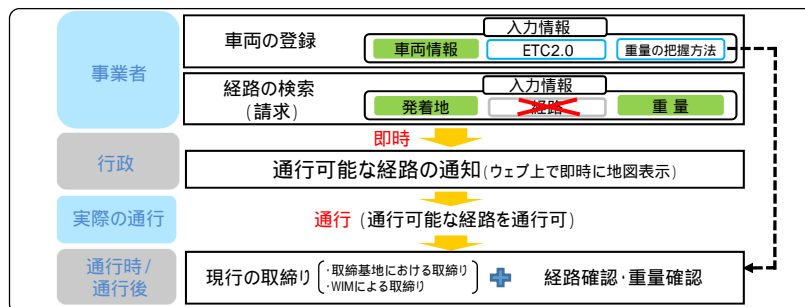 事業者
車両の登録
入力情報
車両情報
ETC2.0
重量の把握方法
経路の検索
(請求)
入力情報
発着地
経路
重量
即時
行政
通行可能な経路の通知(ウェブ上で即時に地図表示)
実際の通行
通行 (通行可能な経路を通行可)
通行時/
通行後
現行の取締り
・取締基地における取締り
・WIMによる取締り
経路確認・重量確認